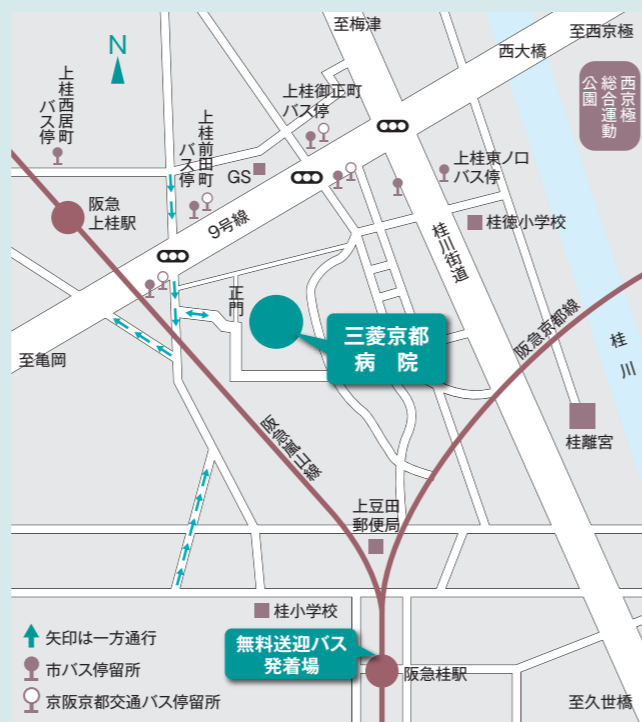 至梅津
至西京極
西大橋
N
上桂西居町
バス停
上桂前田町
バス停
上桂御正町
バス停
西京極
総合運動
公園
GS
上桂東ノ口
バス停
阪急
上桂駅
9号線
桂徳小学校
桂川街道
正門
三菱京都
病院
阪急京都線
桂川
至亀岡
桂離宮
阪急嵐山線
上豆田
郵便局
桂小学校
無料送迎バス
発着場
矢印は一方通行
市バス停留所
阪急桂駅
京阪京都交通バス停留所
至久世橋